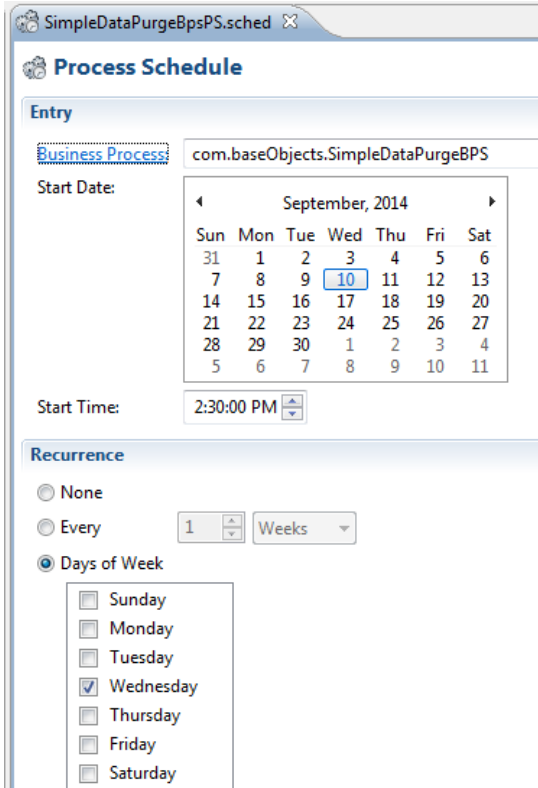 SimpleDataPurgeBpsPS.sched
Process Schedule
Entry
Business Process: com.baseObjects.SimpleDataPurgeBPS
Start Date:
September, 2014
Sun Mon Tue Wed Thu Fri Sat
31 1 2 3 4 5 6
7 8 9 10 11 12 13
14 15 16 17 18 19 20
21 22 23 24 25 26 27
28 29 30 1 2 3 4
5 6 7 8 9 10 11
Start Time: 2:30:00 PM
Recurrence
None
Every 1 Weeks
Days of Week
Sunday
Monday
Tuesday
Wednesday
Thursday
Friday
Saturday